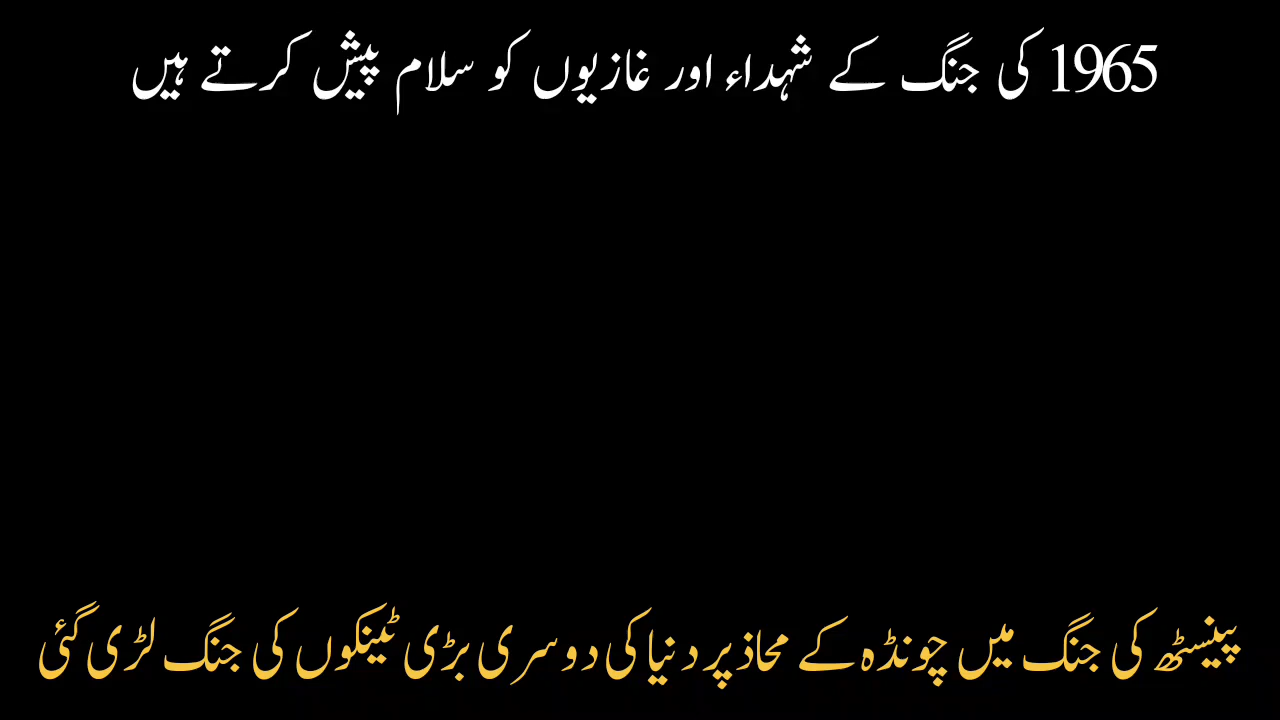 1965 کی جنگ کے شہداء اور غازیوں کو سلام پیش کرتے ہیں
پینسٹھ کی جنگ میں چونڈہ کے محاذ پر دنیا کی دوسری بڑی ٹینکوں کی جنگ لڑی گئی